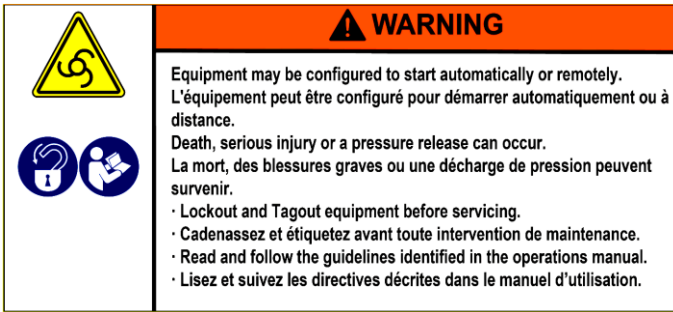 WARNING
Equipment may be configured to start automatically or remotely.
L'équipement peut être configuré pour démarrer automatiquement ou à
distance.
Death, serious injury or a pressure release can occur.
La mort, des blessures graves ou une décharge de pression peuvent
survenir.
· Lockout and Tagout equipment before servicing.
· Cadenassez et étiquetez avant toute intervention de maintenance.
· Read and follow the guidelines identified in the operations manual.
· Lisez et suivez les directives décrites dans le manuel d'utilisation.